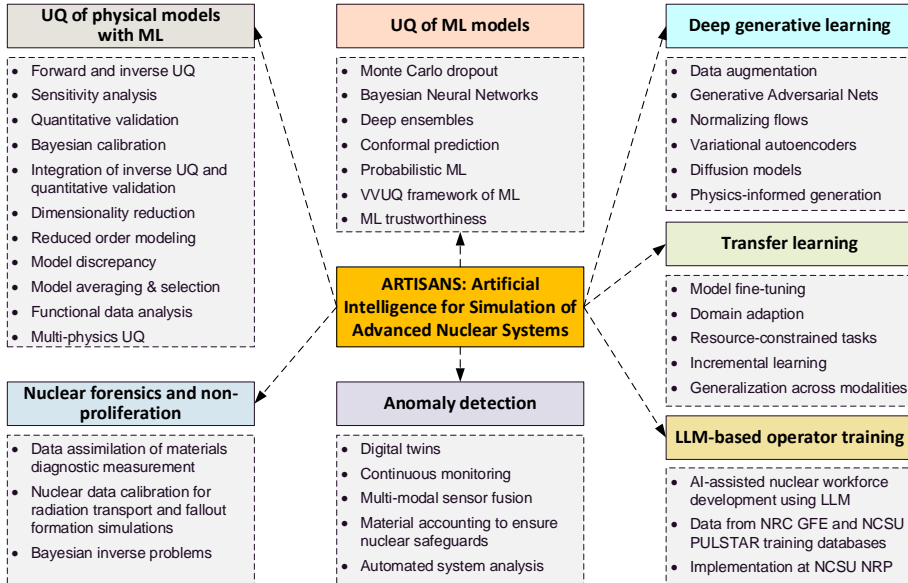 UQ of physical models
with ML
• Forward and inverse UQ
• Sensitivity analysis
• Quantitative validation
• Bayesian calibration
• Integration of inverse UQ and
quantitative validation
• Dimensionality reduction
• Reduced order modeling
• Model discrepancy
• Model averaging & selection
• Functional data analysis
• Multi-physics UQ
UQ of ML models
• Monte Carlo dropout
• Bayesian Neural Networks
• Deep ensembles
• Conformal prediction
• Probabilistic ML
• VVUQ framework of ML
• ML trustworthiness
Deep generative learning
• Data augmentation
• Generative Adversarial Nets
• Normalizing flows
• Variational autoencoders
• Diffusion models
• Physics-informed generation
ARTISANS: Artificial
Intelligence for Simulation of
Advanced Nuclear Systems
Transfer learning
• Model fine-tuning
• Domain adaption
• Resource-constrained tasks
• Incremental learning
• Generalization across modalities
Nuclear forensics and non-
proliferation
• Data assimilation of materials
diagnostic measurement
• Nuclear data calibration for
radiation transport and fallout
formation simulations
• Bayesian inverse problems
Anomaly detection
• Digital twins
• Continuous monitoring
• Multi-modal sensor fusion
• Material accounting to ensure
nuclear safeguards
• Automated system analysis
LLM-based operator training
• AI-assisted nuclear workforce
development using LLM
• Data from NRC GFE and NCSU
PULSTAR training databases
• Implementation at NCSU NRP